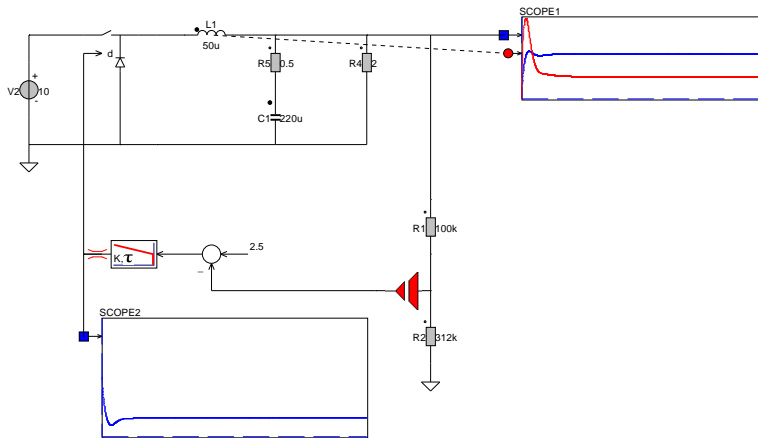 SCOPE1
L1
50u
d
R5 0.5
R4 2
V2 10
+
-
C1 220u
R1 100k
2.5
K, τ
−
SCOPE2
R2 312k